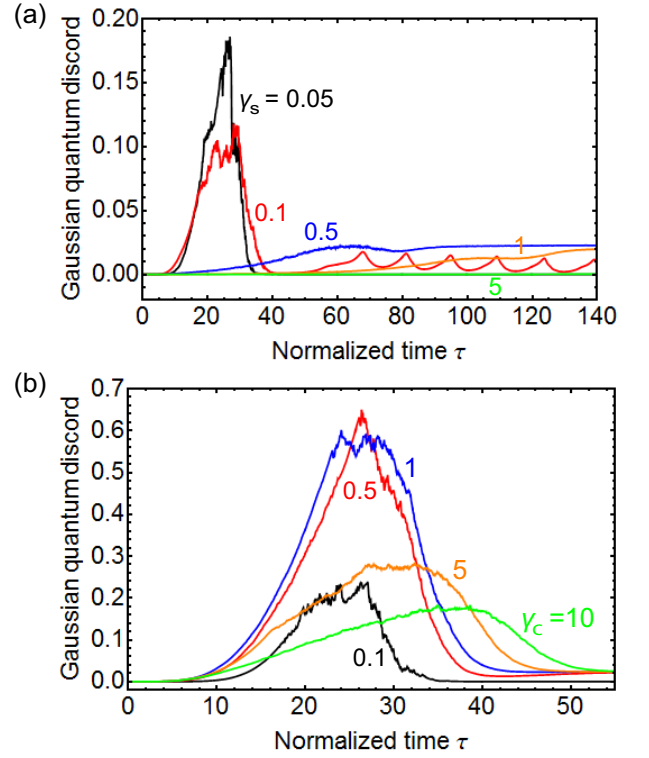 (a)
Gaussian quantum discord
0.20
0.15
0.10
0.05
0.00
γs = 0.05
0.1
0.5
1
5
0 20 40 60 80 100 120 140
Normalized time τ
(b)
Gaussian quantum discord
0.7
0.6
0.5
0.4
0.3
0.2
0.1
0.0
1
0.5
5
γc =10
0.1
0 10 20 30 40 50
Normalized time τ